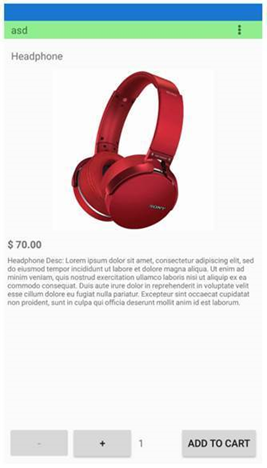 asd
Headphone
SONY
$ 70.00
Headphone Desc: Lorem ipsum dolor sit amet, consectetur adipiscing elit, sed
do eiusmod tempor incididunt ut labore et dolore magna aliqua. Ut enim ad
minim veniam, quis nostrud exercitation ullamco laboris nisi ut aliquip ex ea
commodo consequat. Duis aute irure dolor in reprehenderit in voluptate velit
esse cillum dolore eu fugiat nulla pariatur. Excepteur sint occaecat cupidatat
non proident, sunt in culpa qui officia deserunt mollit anim id est laborum.
- + 1 ADD TO CART